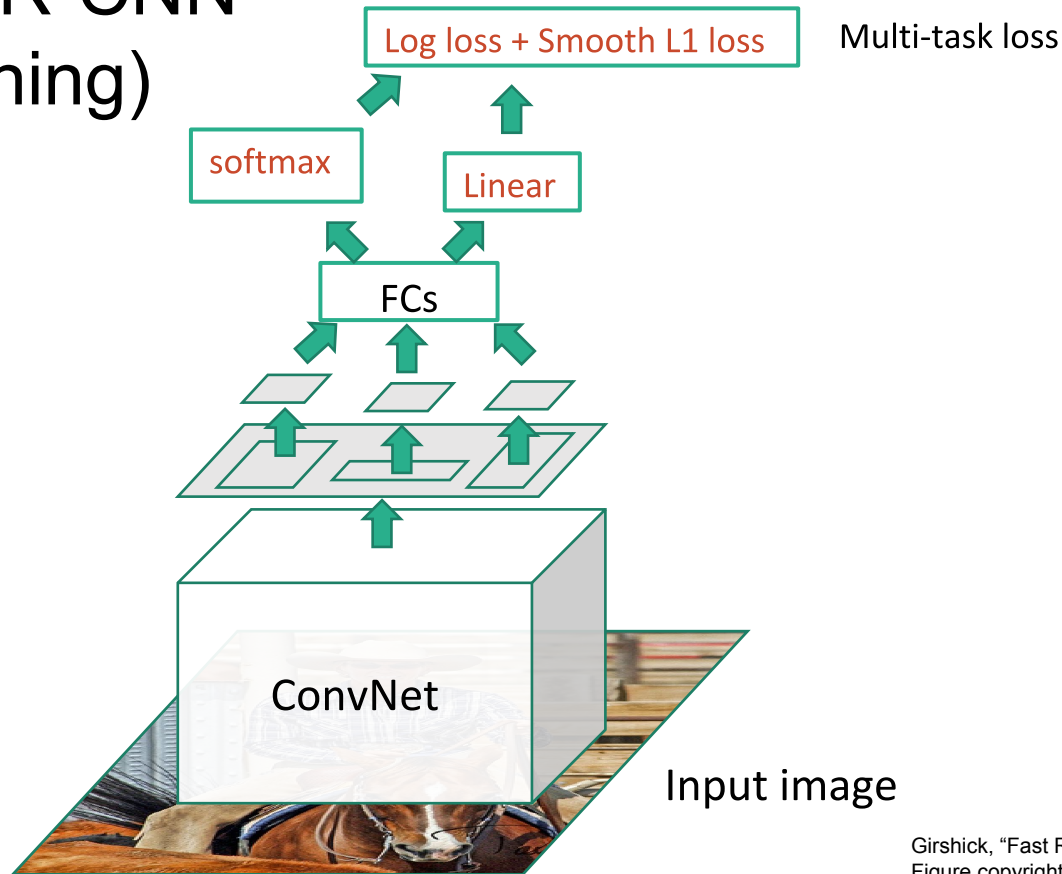 R-CNN
ning)
Log loss + Smooth L1 loss
Multi-task loss
softmax
Linear
FCs
ConvNet
Input image
Girshick, “Fast
Figure copyright